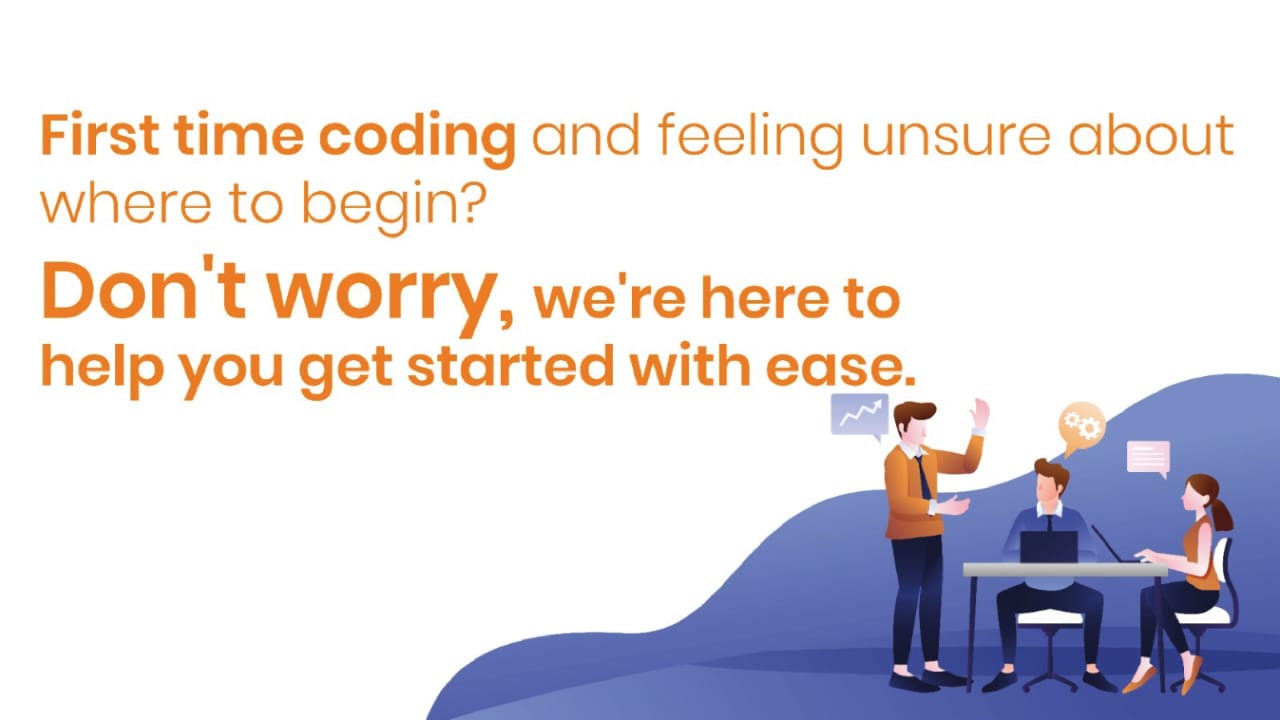 First time coding and feeling unsure about
where to begin?
Don't worry, we're here to
help you get started with ease.